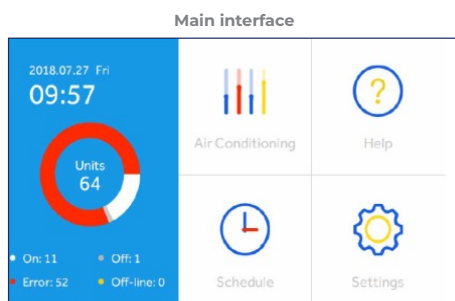 Main interface
2018.07.27 Fri
09:57
Units
64
On: 11
Off: 1
Error: 52
Off-line: 0
Air Conditioning
Help
?
Schedule
Settings